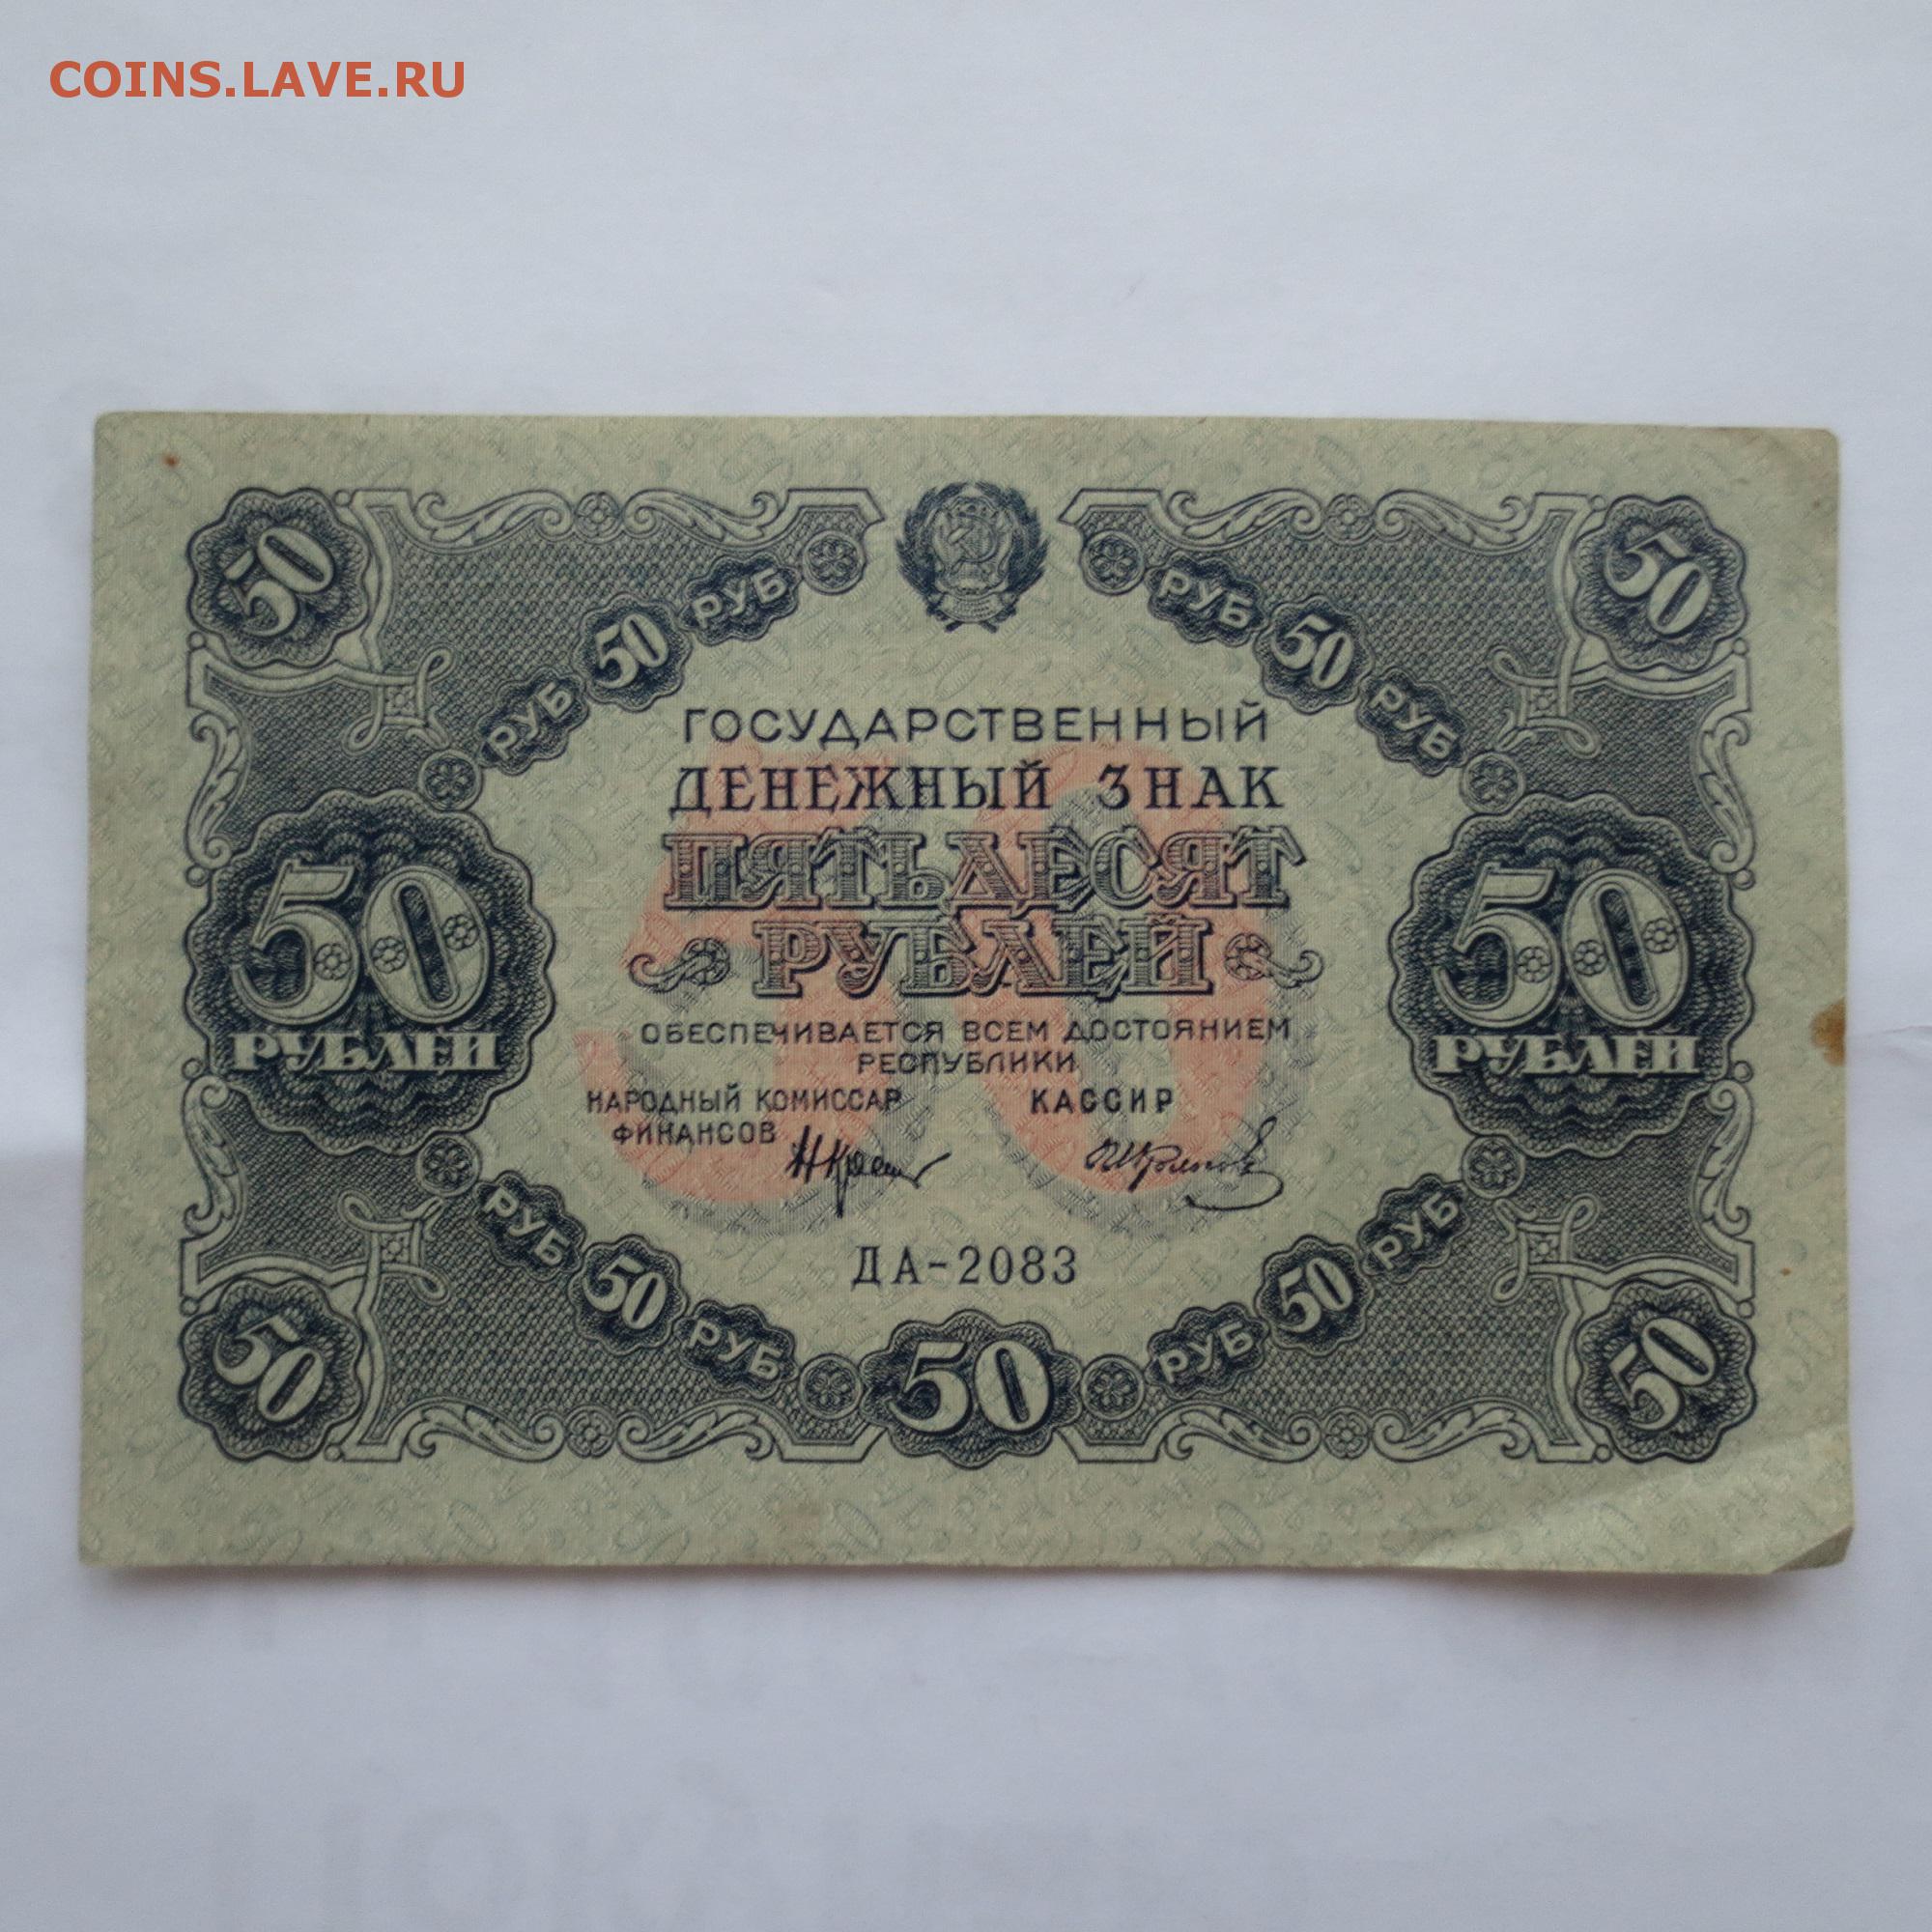 COINS.LAVE.RU
50
50
РУБ 50 РУБ
РУБ 50 РУБ
ГОСУДАРСТВЕННЫЙ
ДЕНЕЖНЫЙ ЗНАК
ПЯТЬДЕСЯТ
РУБЛЕЙ
50
РУБЛЕЙ
50
РУБЛЕЙ
50
ОБЕСПЕЧИВАЕТСЯ ВСЕМ ДОСТОЯНИЕМ
РЕСПУБЛИКИ
НАРОДНЫЙ КОМИССАР
ФИНАНСОВ
КАССИР
ДА-2083
РУБ 50 РУБ
РУБ 50 РУБ
50
50
50